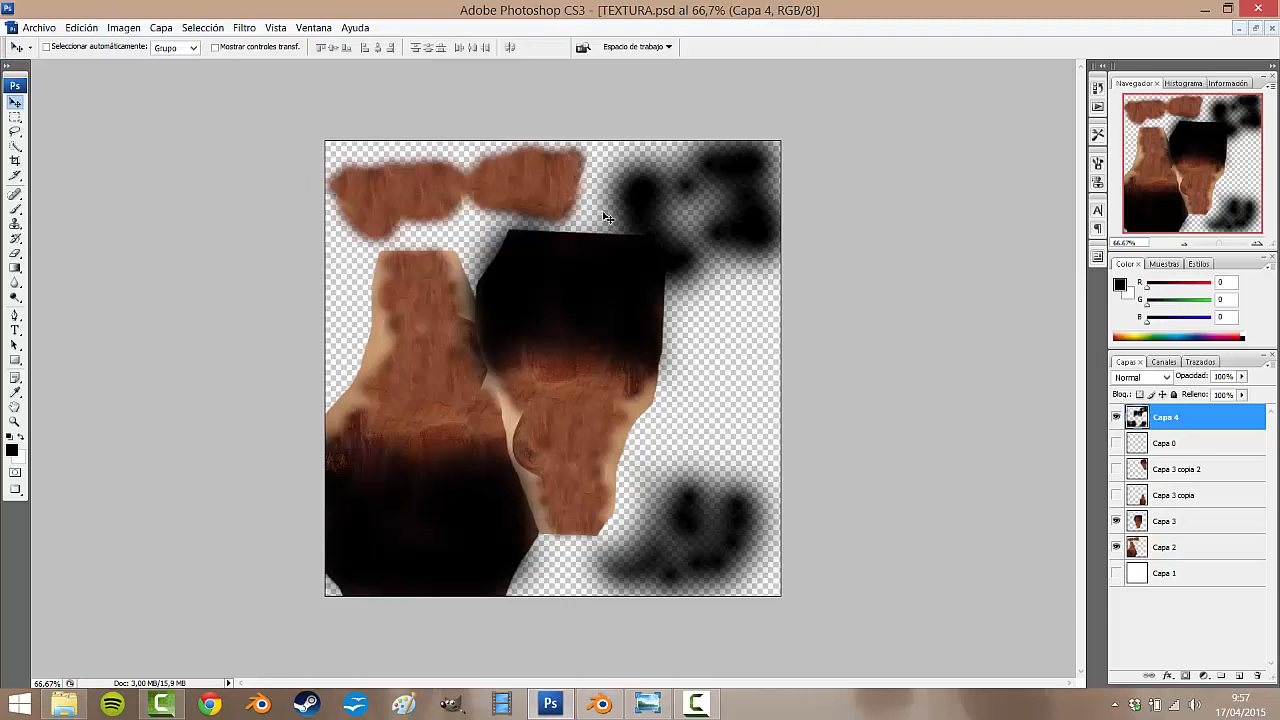 Adobe Photoshop CS3 - [TEXTURA.psd al 66,7% (Capa 4, RGB/8)]
Archivo Edición Imagen Capa Selección Filtro Vista Ventana Ayuda
Seleccionar automáticamente: Grupo Mostrar controles transf. Espacio de trabajo
Ps
Navegador Histograma Información
66.67%
Color Muestras Estilos
R 0
G 0
B 0
Capas Canales Trazados
Normal Opacidad: 100%
Bloq.: Relleno: 100%
Capa 4
Capa 0
Capa 3 copia 2
Capa 3 copia
Capa 3
Capa 2
Capa 1
66.67% Doc: 3,00 MB/15,9 MB
Ps
9:57
17/04/2015